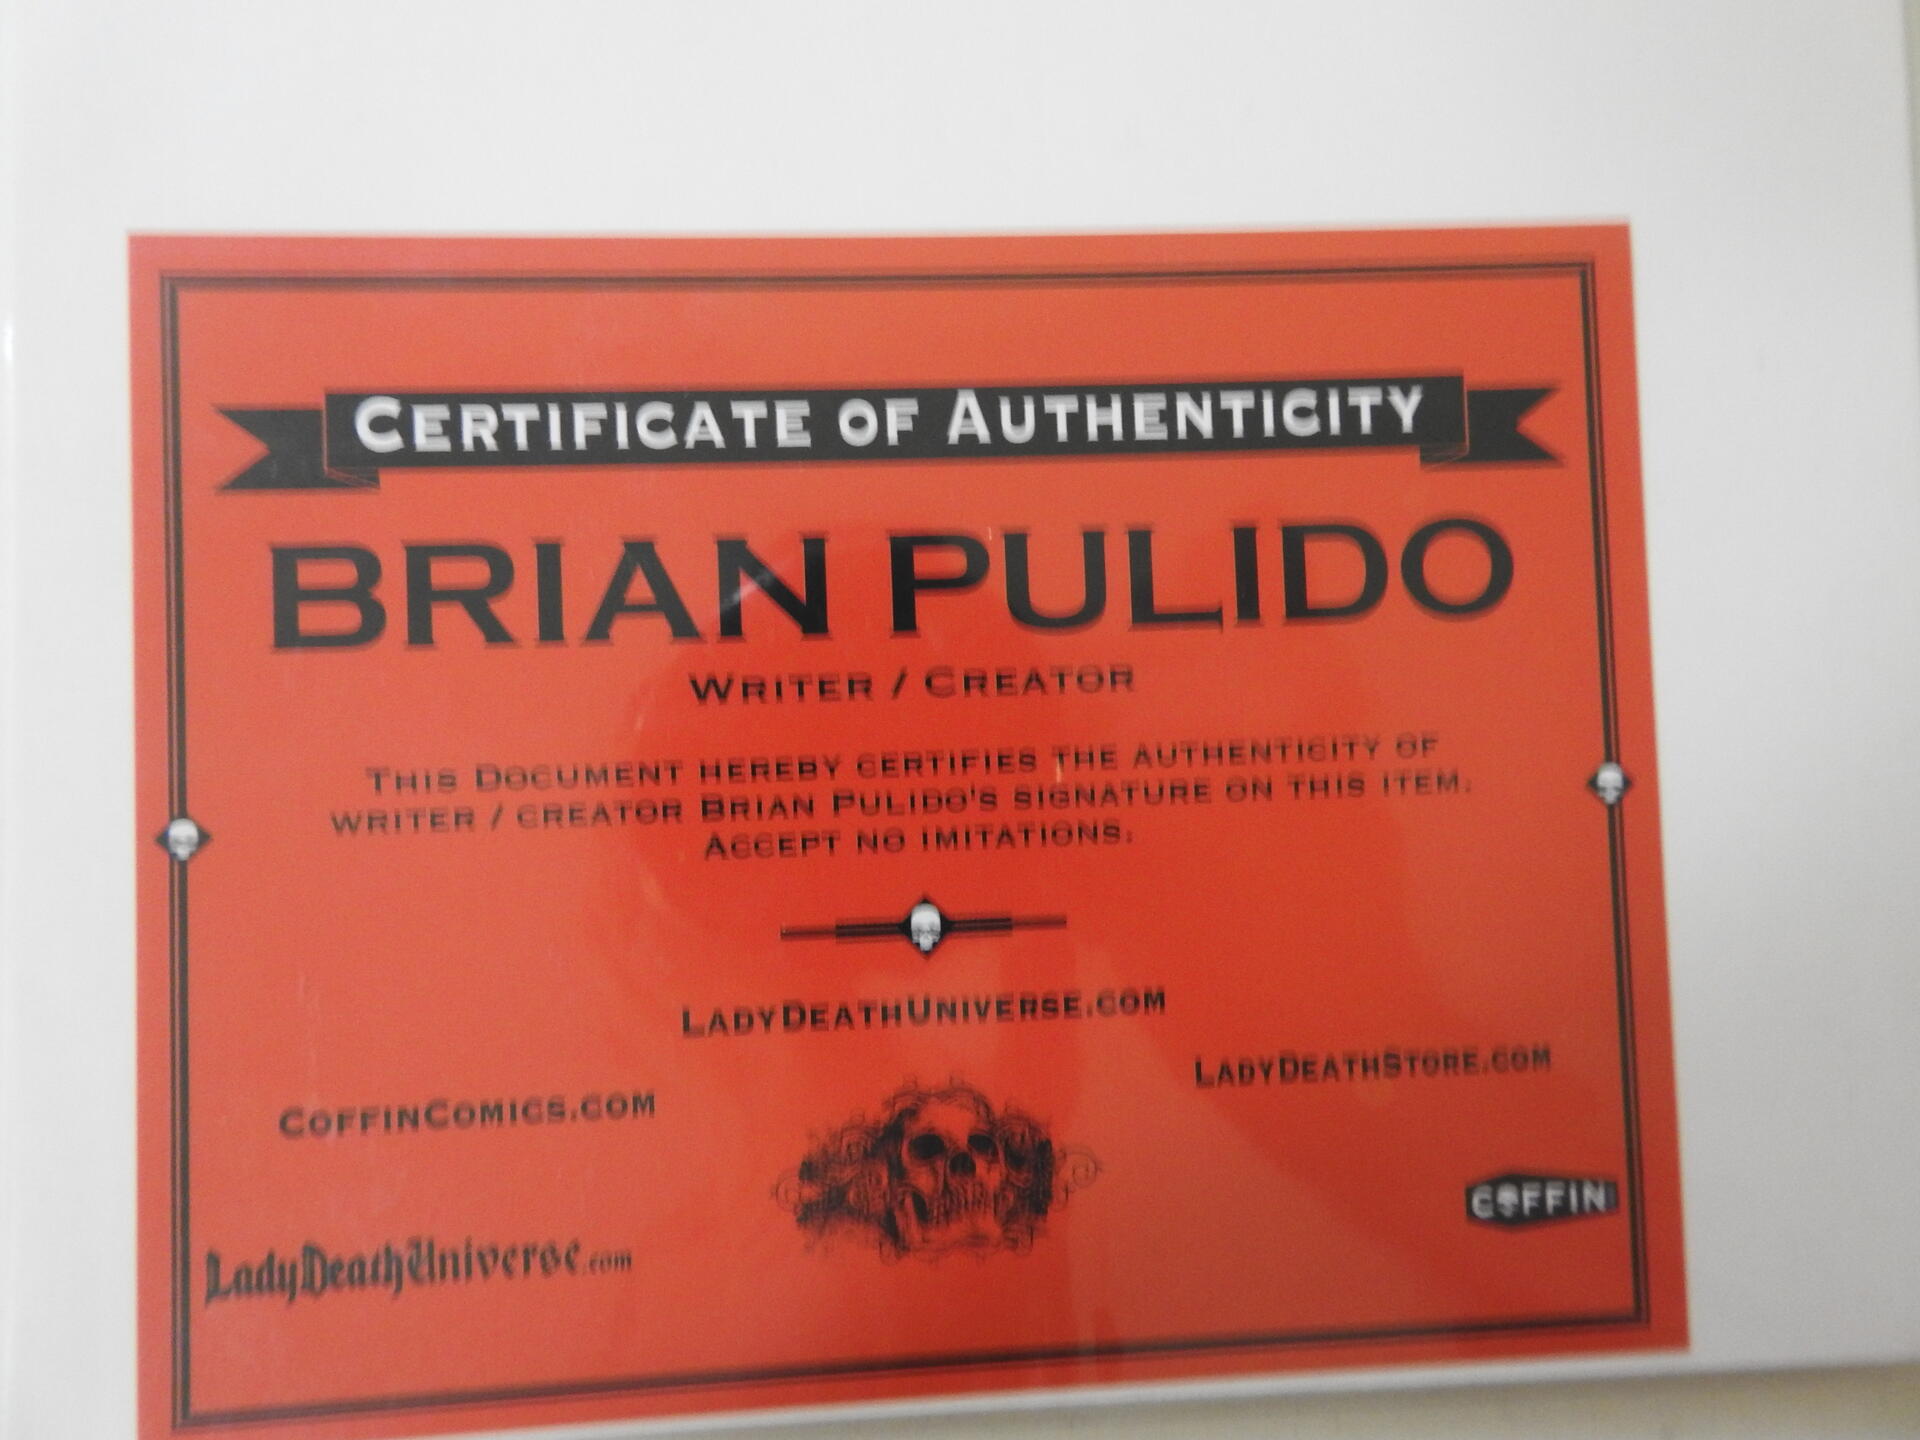 CERTIFICATE OF AUTHENTICITY
BRIAN PULIDO
WRITER / CREATOR
THIS DOCUMENT HEREBY CERTIFIES THE AUTHENTICITY OF
WRITER / CREATOR BRIAN PULIDO'S SIGNATURE ON THIS ITEM.
ACCEPT NO IMITATIONS.
LADYDEATHUNIVERSE.COM
LADYDEATHSTORE.COM
COFFINCOMICS.COM
COFFIN
LadyDeathUniverse.com